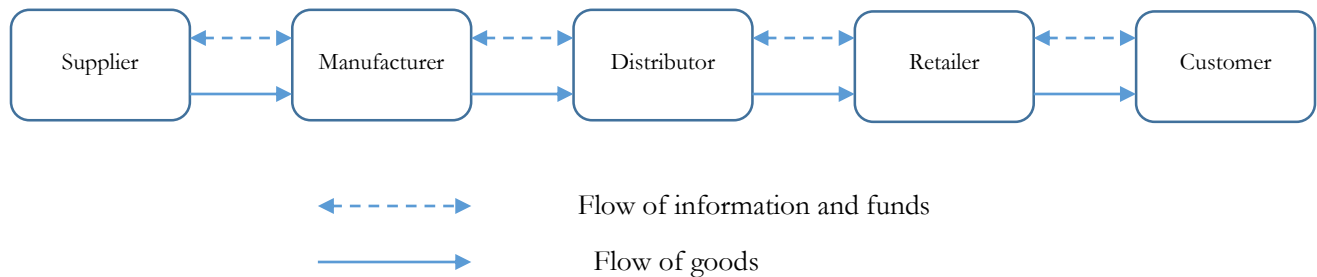 Supplier
Manufacturer
Distributor
Retailer
Customer
Flow of information and funds
Flow of goods